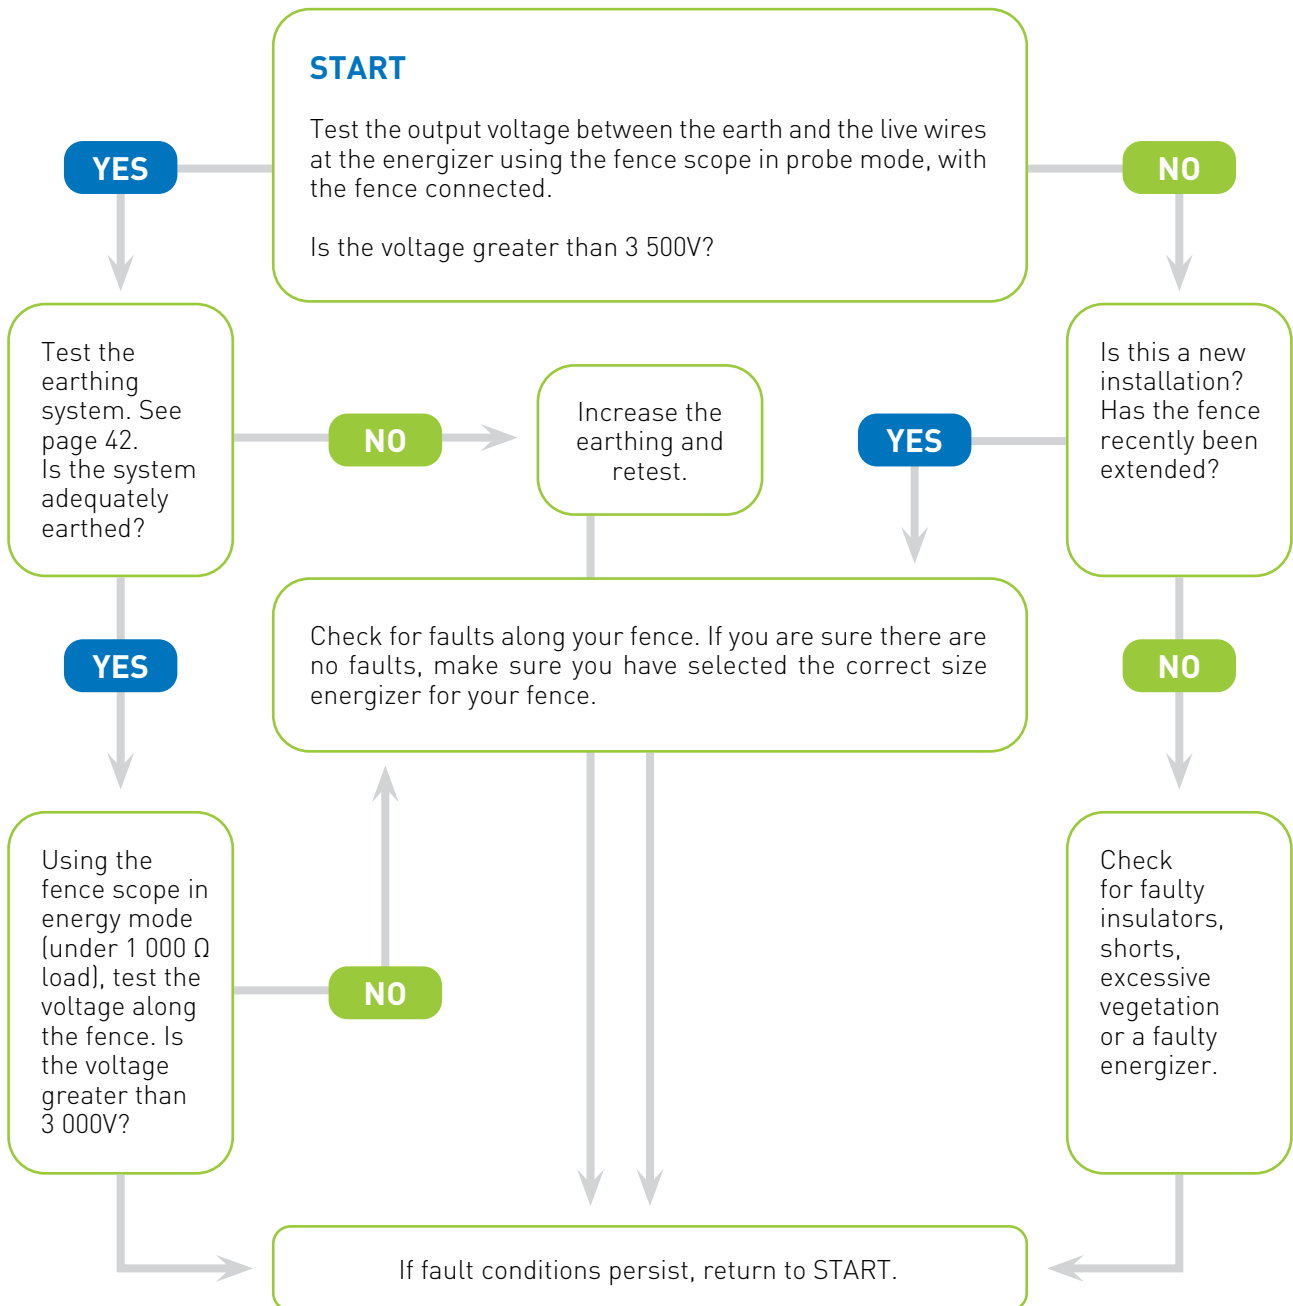 START
Test the output voltage between the earth and the live wires
at the energizer using the fence scope in probe mode, with
the fence connected.
Is the voltage greater than 3 500V?
YES
NO
Test the
earthing
system. See
page 42.
Is the system
adequately
earthed?
NO
Increase the
earthing and
retest.
YES
Is this a new
installation?
Has the fence
recently been
extended?
YES
Check for faults along your fence. If you are sure there are
no faults, make sure you have selected the correct size
energizer for your fence.
NO
Using the
fence scope in
energy mode
(under 1 000 Ω
load), test the
voltage along
the fence. Is
the voltage
greater than
3 000V?
NO
Check
for faulty
insulators,
shorts,
excessive
vegetation
or a faulty
energizer.
If fault conditions persist, return to START.